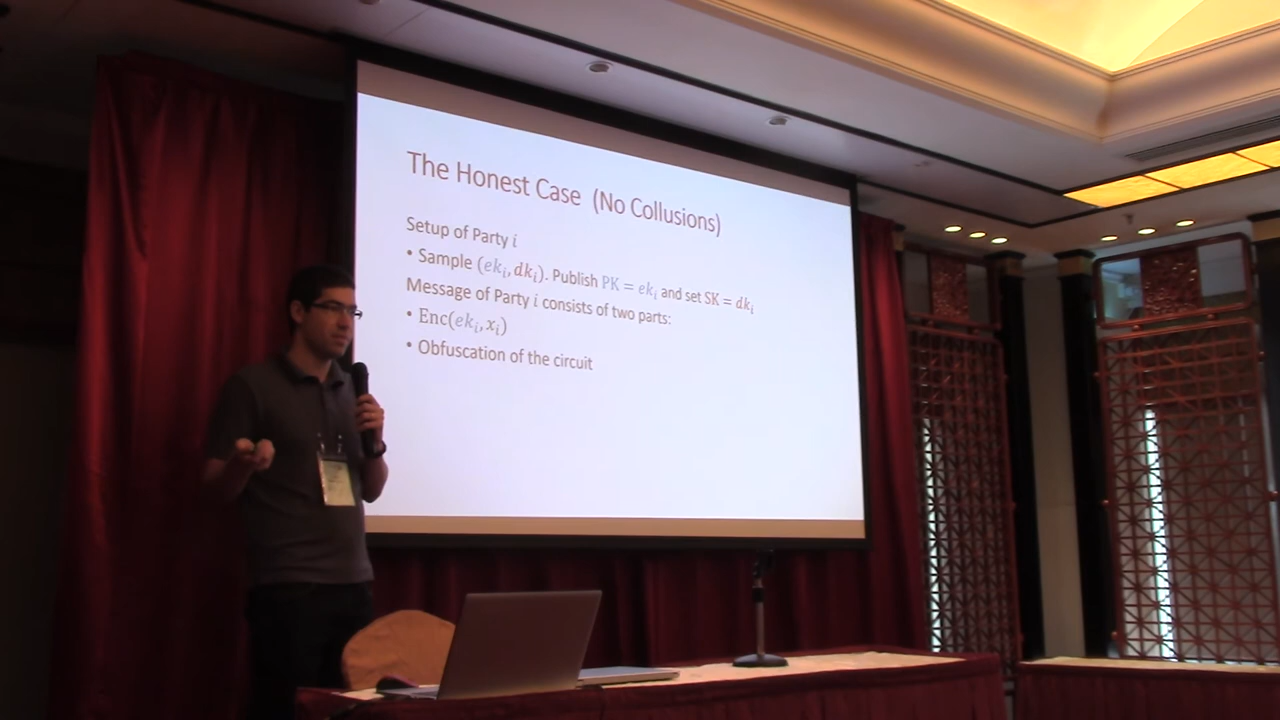 The Honest Case (No Collusions)
Setup of Party i
• Sample (ekᵢ, dkᵢ). Publish PK = ekᵢ and set SK = dkᵢ
Message of Party i consists of two parts:
• Enc(ekᵢ, xᵢ)
• Obfuscation of the circuit